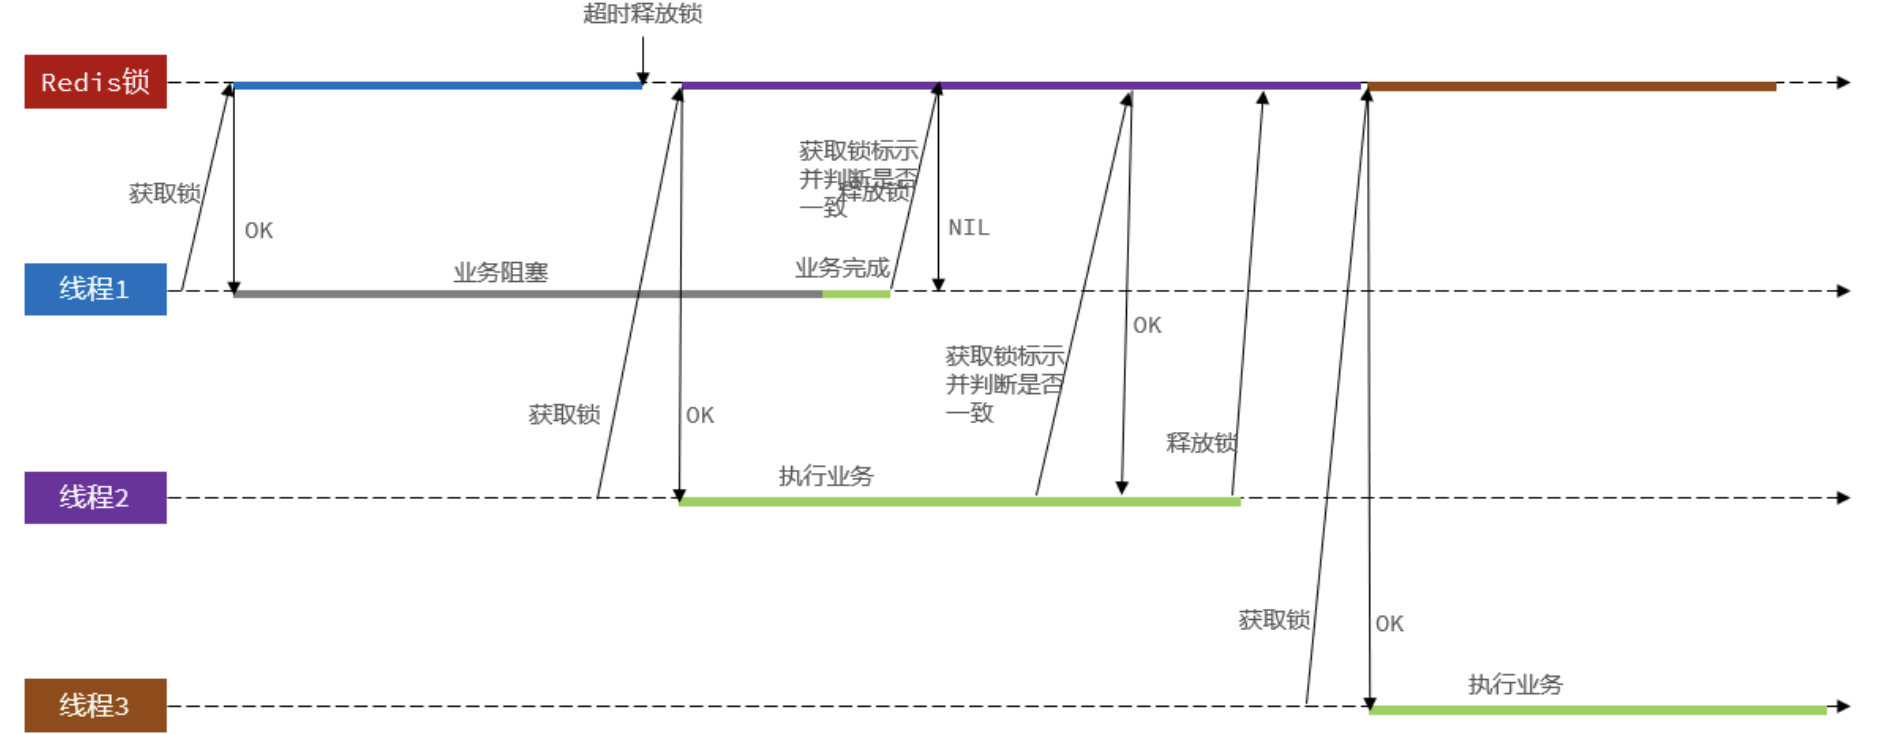 超时释放锁
Redis锁
获取锁标示
并判断是否
一致
释放锁
获取锁
OK
NIL
线程1
业务阻塞
业务完成
OK
获取锁标示
并判断是否
一致
获取锁
OK
释放锁
线程2
执行业务
获取锁
OK
线程3
执行业务